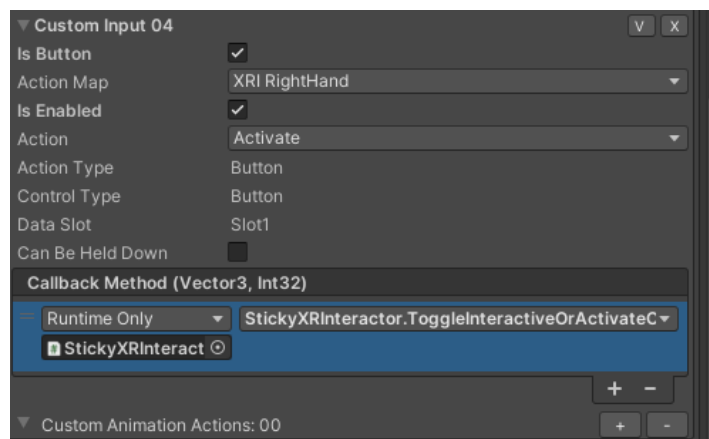 Custom Input 04 V X
Is Button
Action Map XRI RightHand
Is Enabled
Action Activate
Action Type Button
Control Type Button
Data Slot Slot1
Can Be Held Down
Callback Method (Vector3, Int32)
Runtime Only StickyXRInteractor.ToggleInteractiveOrActivateC
StickyXRInteract
+ -
Custom Animation Actions: 00 + -